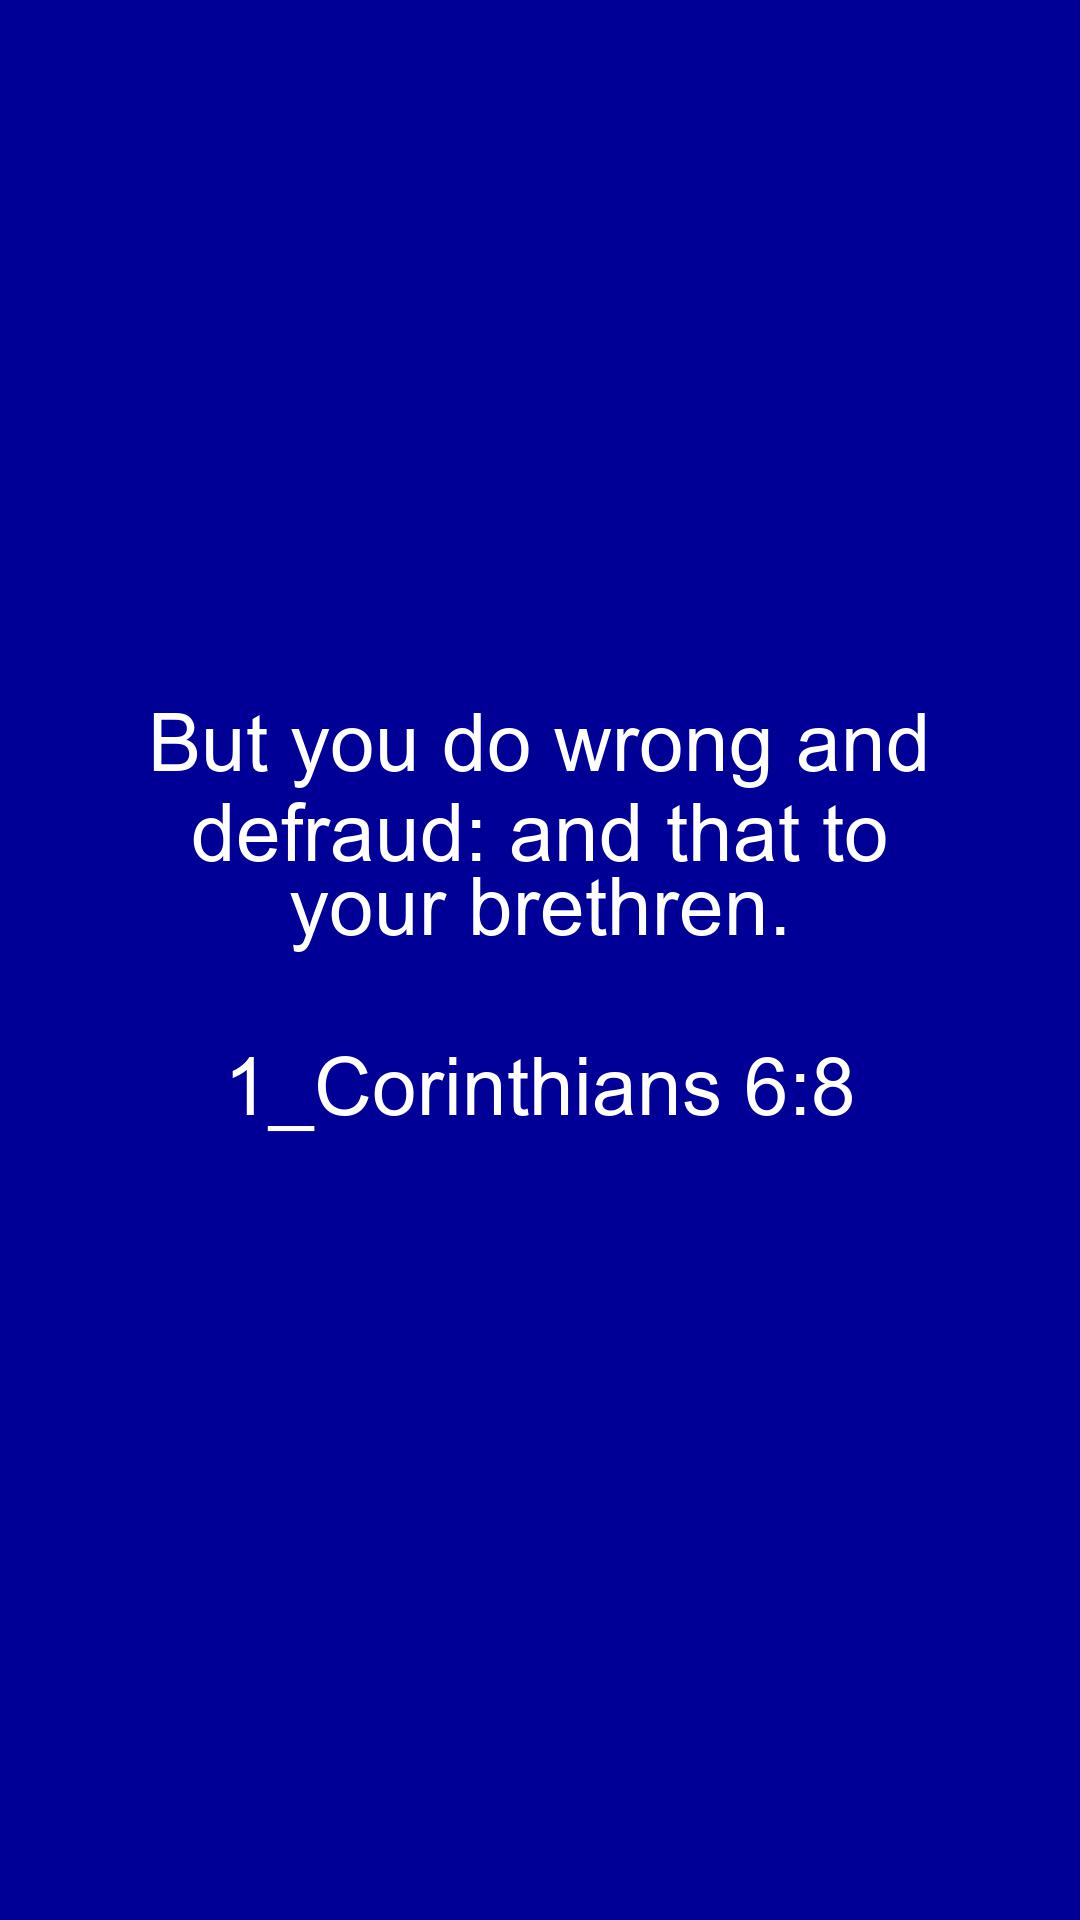 But you do wrong and
defraud: and that to
your brethren.
1_Corinthians 6:8